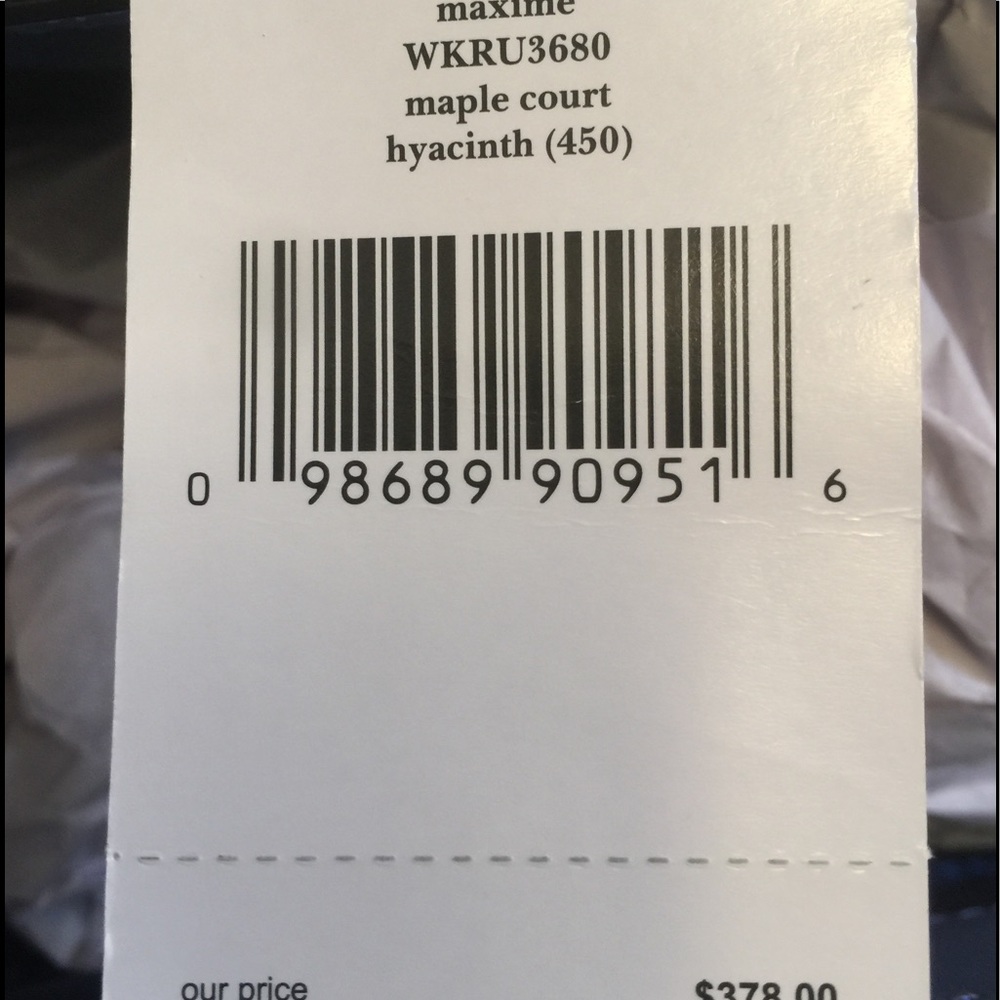 maxime
WKRU3680
maple court
hyacinth (450)
0 98689 90951 6
our price $378.00